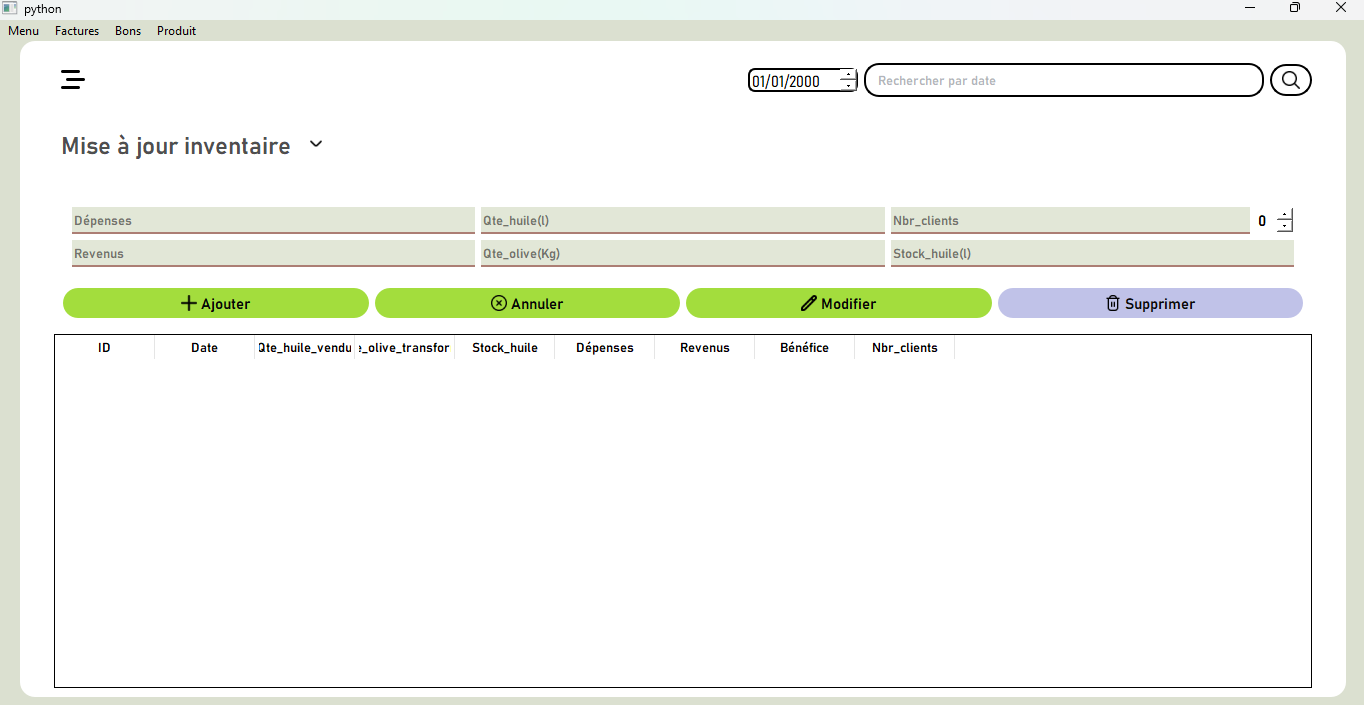 python
Menu Factures Bons Produit
01/01/2000 Rechercher par date
Mise à jour inventaire
Dépenses Qte_huile(l) Nbr_clients 0
Revenus Qte_olive(Kg) Stock_huile(l)
Ajouter Annuler Modifier Supprimer
ID Date Qte_huile_vendu e_olive_transfor Stock_huile Dépenses Revenus Bénéfice Nbr_clients